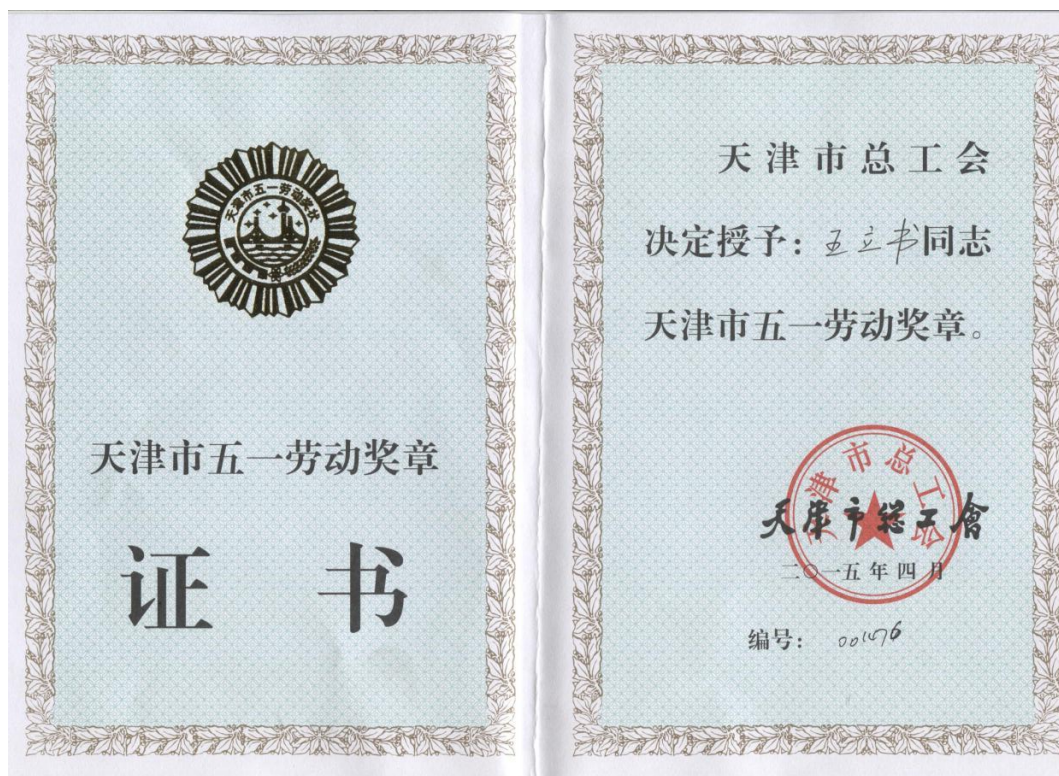 天津市五一劳动奖状
天津市五一劳动奖章
证 书
天津市总工会
决定授予：王立书同志
天津市五一劳动奖章。
天津市总工会
天津市総工會
二〇一五年四月
编号： 001476